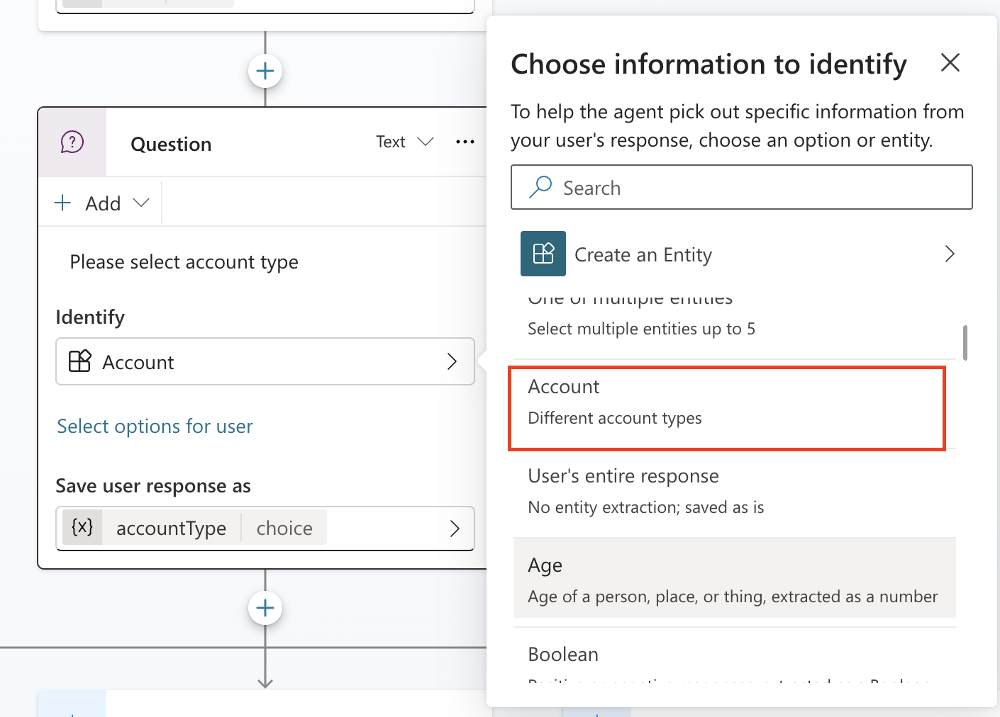 Question
Text
Add
Please select account type
Identify
Account
Select options for user
Save user response as
{x} accountType choice
Choose information to identify
To help the agent pick out specific information from
your user's response, choose an option or entity.
Search
Create an Entity
One of multiple entities
Select multiple entities up to 5
Account
Different account types
User's entire response
No entity extraction; saved as is
Age
Age of a person, place, or thing, extracted as a number
Boolean